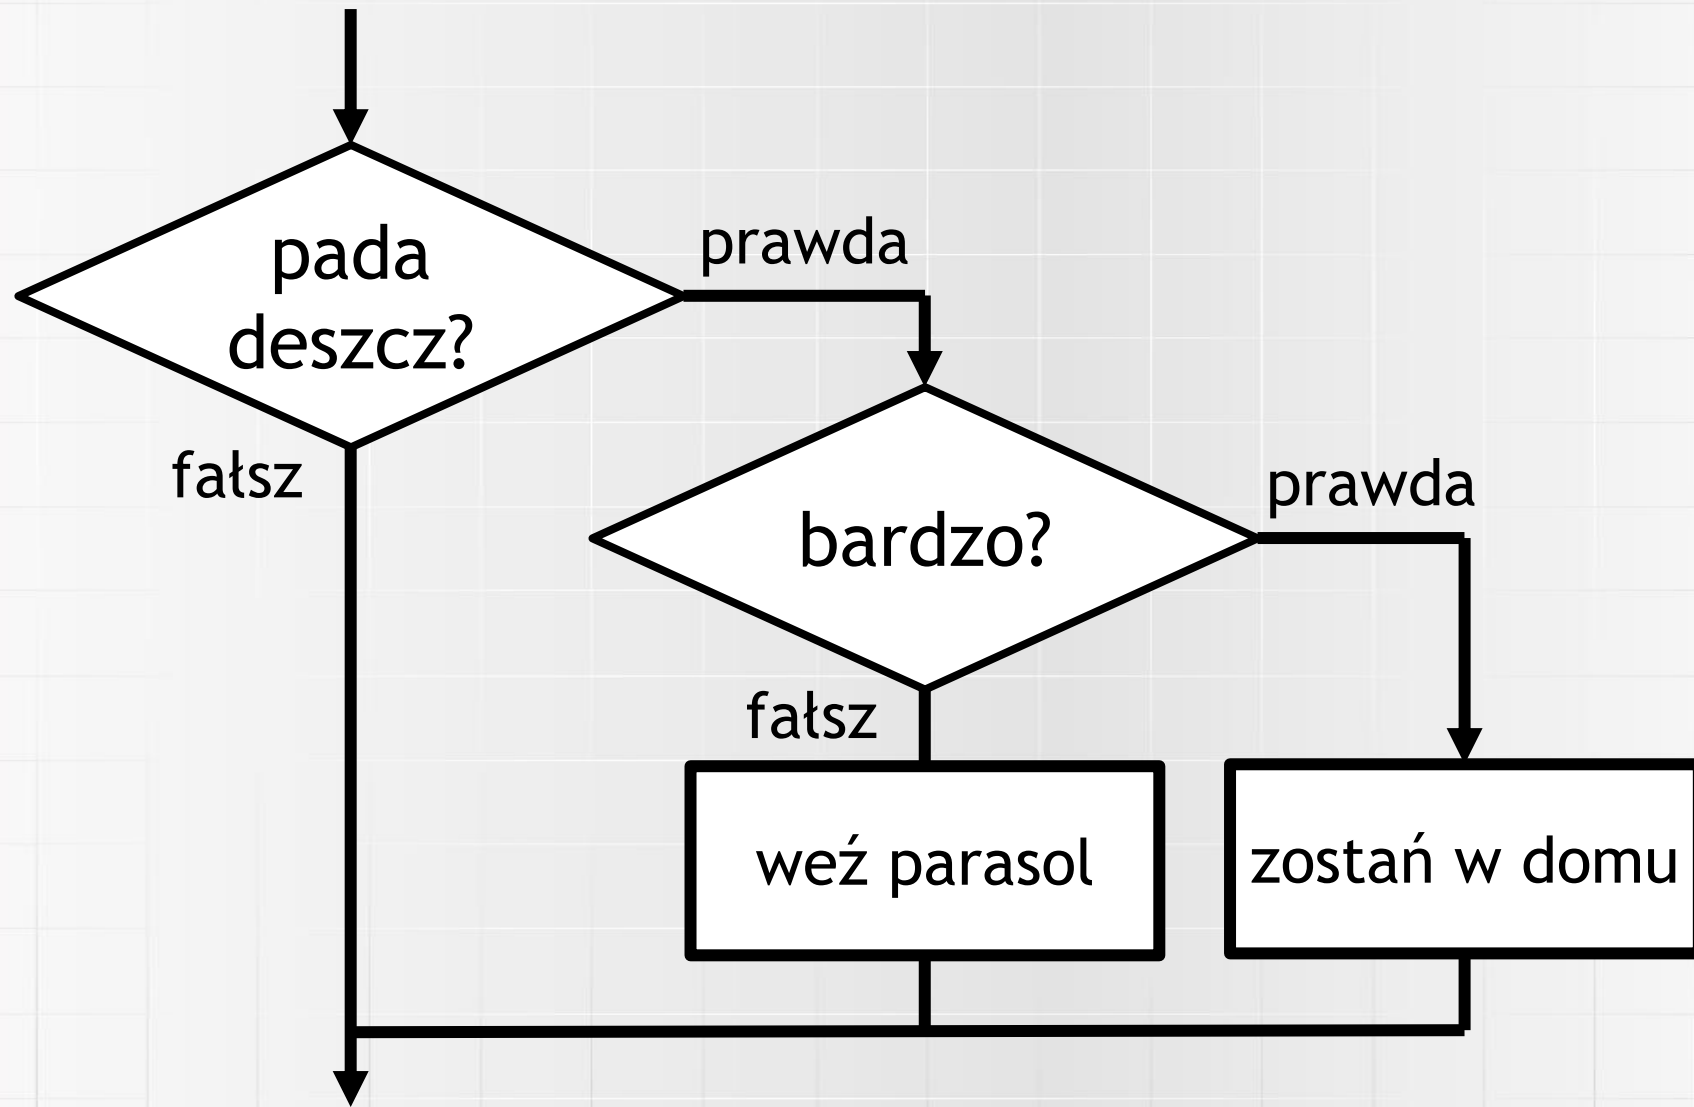 pada
deszcz?
prawda
fałsz
bardzo?
prawda
fałsz
weź parasol
zostań w domu